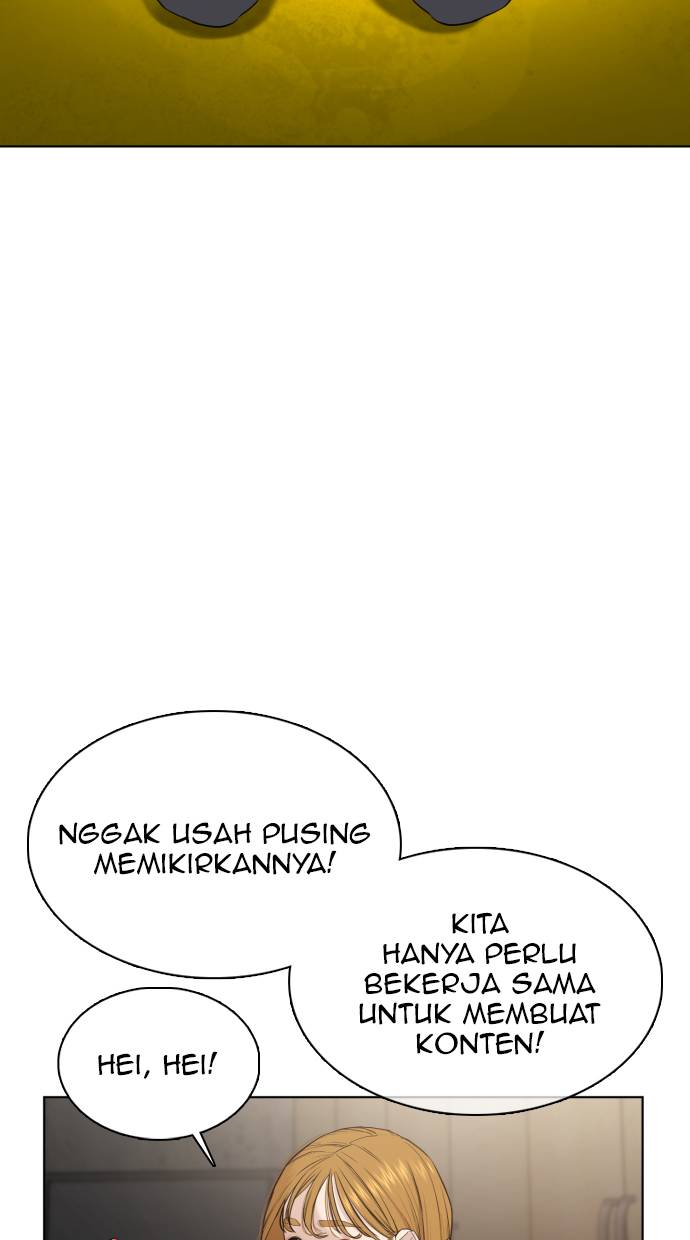 NGGAK USAH PUSING
MEMIKIRKANNYA!
KITA
HANYA PERLU
BEKERJA SAMA
UNTUK MEMBUAT
KONTEN!
HEI, HEI!